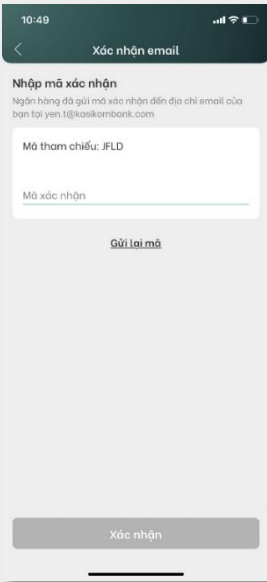 10:49
Xác nhận email
Nhập mã xác nhận
Ngân hàng đã gửi mã xác nhận đến địa chỉ email của
bạn tại yen.t@kasikornbank.com
Mã tham chiếu: JFLD
Mã xác nhận
Gửi lại mã
Xác nhận